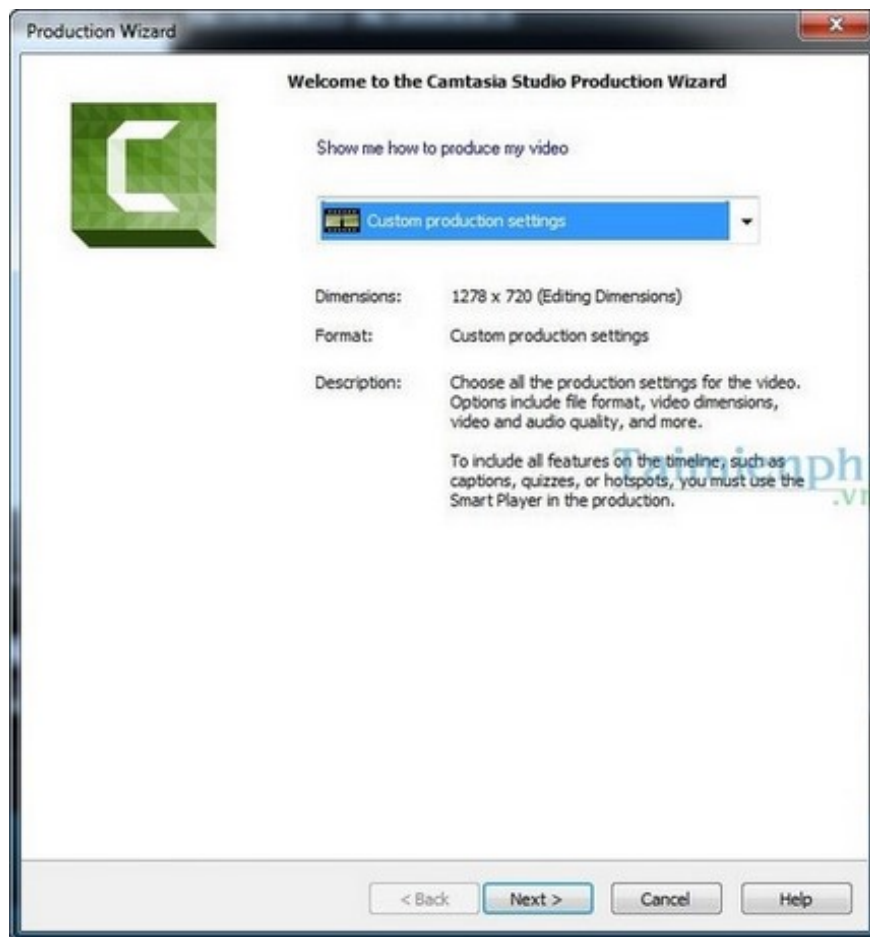 Production Wizard
Welcome to the Camtasia Studio Production Wizard
Show me how to produce my video
Custom production settings
Dimensions: 1278 x 720 (Editing Dimensions)
Format: Custom production settings
Description: Choose all the production settings for the video.
Options include file format, video dimensions,
video and audio quality, and more.
To include all features on the timeline, such as
captions, quizzes, or hotspots, you must use the
Smart Player in the production.
Taimienph
.vn
< Back Next > Cancel Help